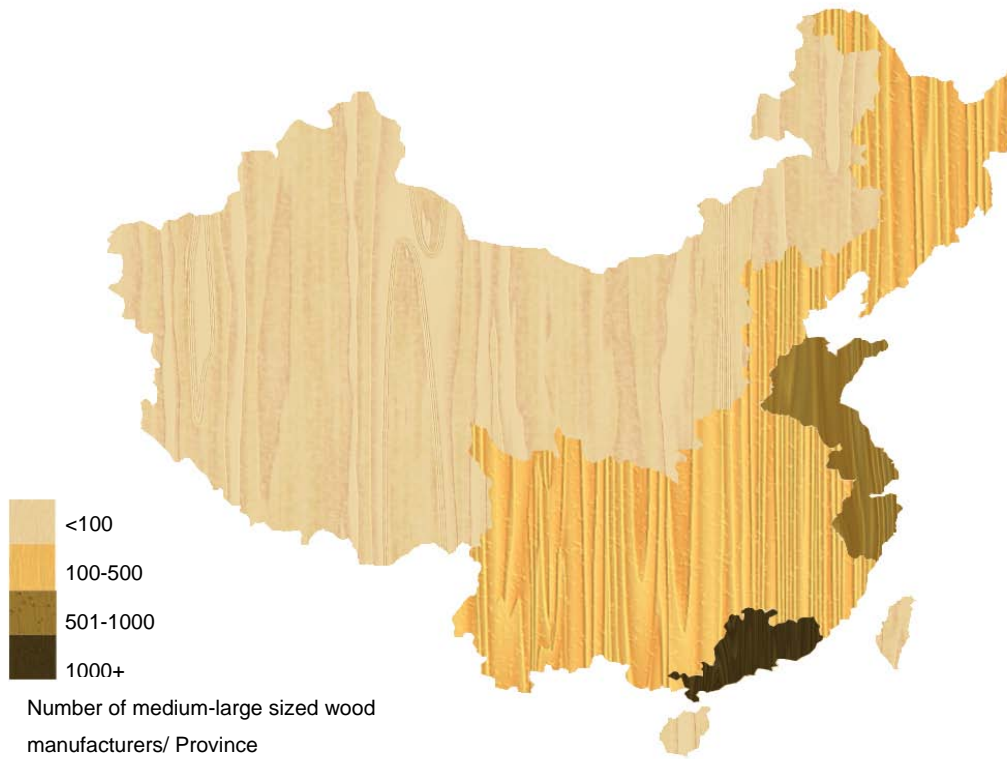 <100
100-500
501-1000
1000+
Number of medium-large sized wood
manufacturers/ Province